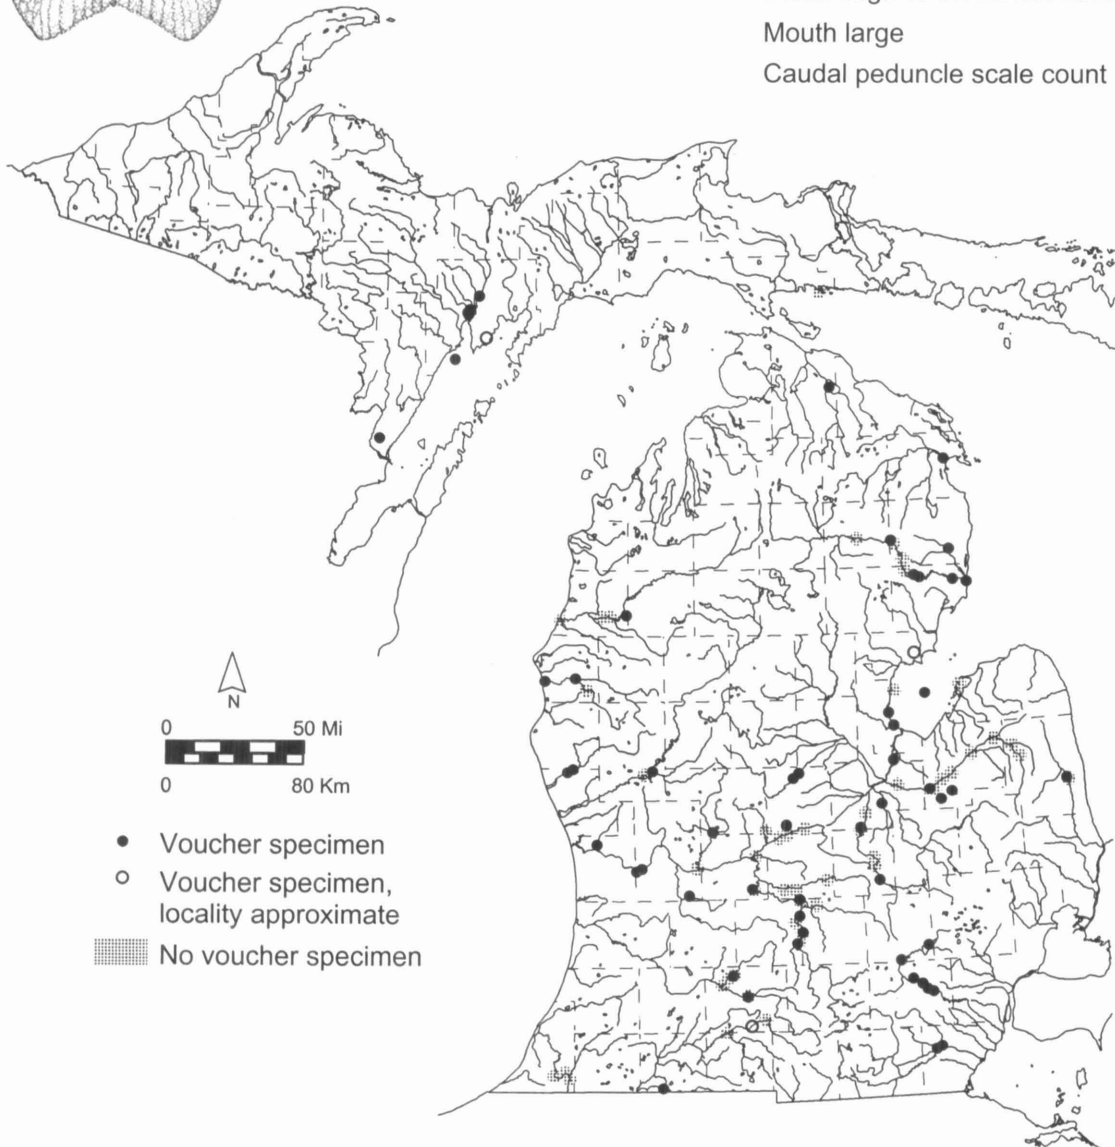 Mouth large
Caudal peduncle scale count
N
0 50 Mi
0 80 Km
Voucher specimen
Voucher specimen,
locality approximate
No voucher specimen